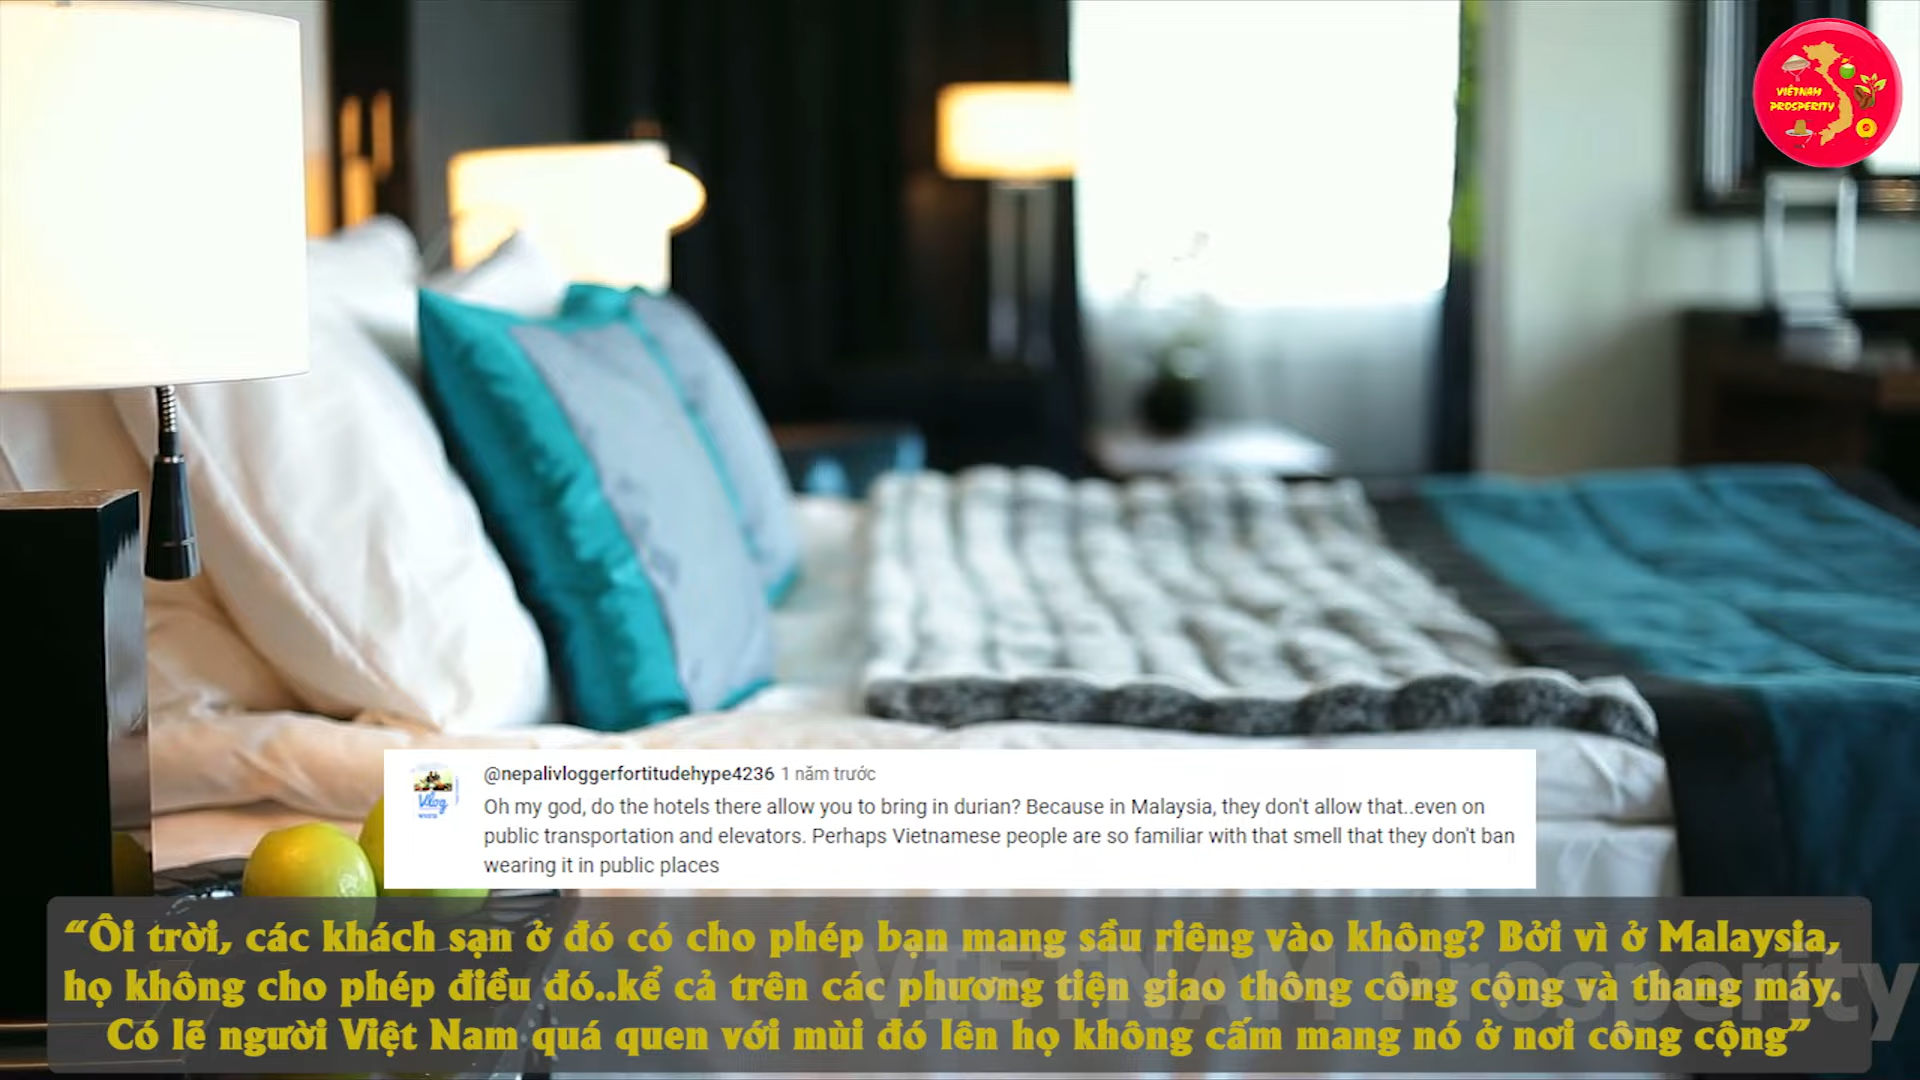 VIETNAM
PROSPERITY
@nepalivloggerfortitudehype4236 1 năm trước
Oh my god, do the hotels there allow you to bring in durian? Because in Malaysia, they don't allow that..even on
public transportation and elevators. Perhaps Vietnamese people are so familiar with that smell that they don't ban
wearing it in public places
Vlog
“Ôi trời, các khách sạn ở đó có cho phép bạn mang sầu riêng vào không? Bởi vì ở Malaysia,
họ không cho phép điều đó..kể cả trên các phương tiện giao thông công cộng và thang máy.
Có lẽ người Việt Nam quá quen với mùi đó lên họ không cấm mang nó ở nơi công cộng”
VIETNAM Prosperity